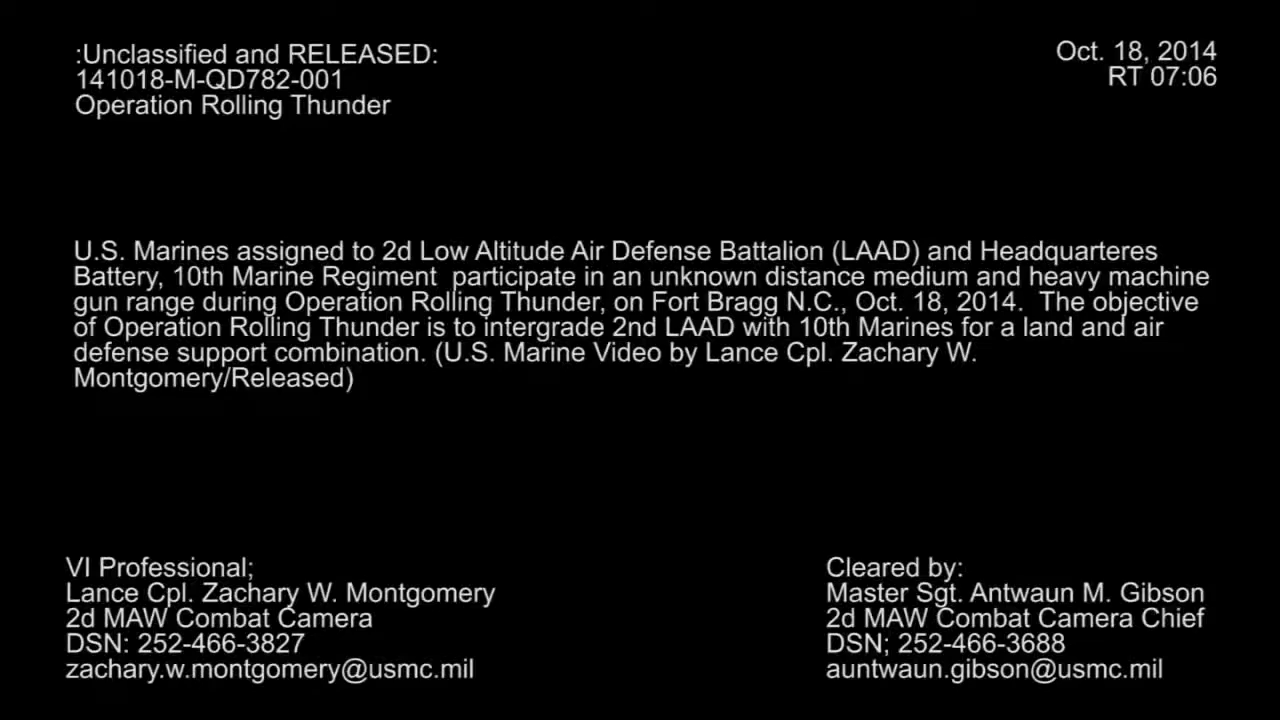 :Unclassified and RELEASED:
141018-M-QD782-001
Operation Rolling Thunder
Oct. 18, 2014
RT 07:06
U.S. Marines assigned to 2d Low Altitude Air Defense Battalion (LAAD) and Headquarteres
Battery, 10th Marine Regiment  participate in an unknown distance medium and heavy machine
gun range during Operation Rolling Thunder, on Fort Bragg N.C., Oct. 18, 2014.  The objective
of Operation Rolling Thunder is to intergrade 2nd LAAD with 10th Marines for a land and air
defense support combination. (U.S. Marine Video by Lance Cpl. Zachary W.
Montgomery/Released)
VI Professional;
Lance Cpl. Zachary W. Montgomery
2d MAW Combat Camera
DSN: 252-466-3827
zachary.w.montgomery@usmc.mil
Cleared by:
Master Sgt. Antwaun M. Gibson
2d MAW Combat Camera Chief
DSN; 252-466-3688
auntwaun.gibson@usmc.mil